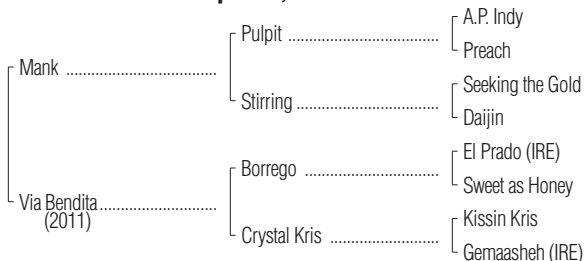 A.P. Indy
Pulpit
Preach
Mank
Seeking the Gold
Stirring
Daijin
El Prado (IRE)
Borrego
Sweet as Honey
Via Bendita
(2011)
Kissin Kris
Crystal Kris
Gemaasheh (IRE)